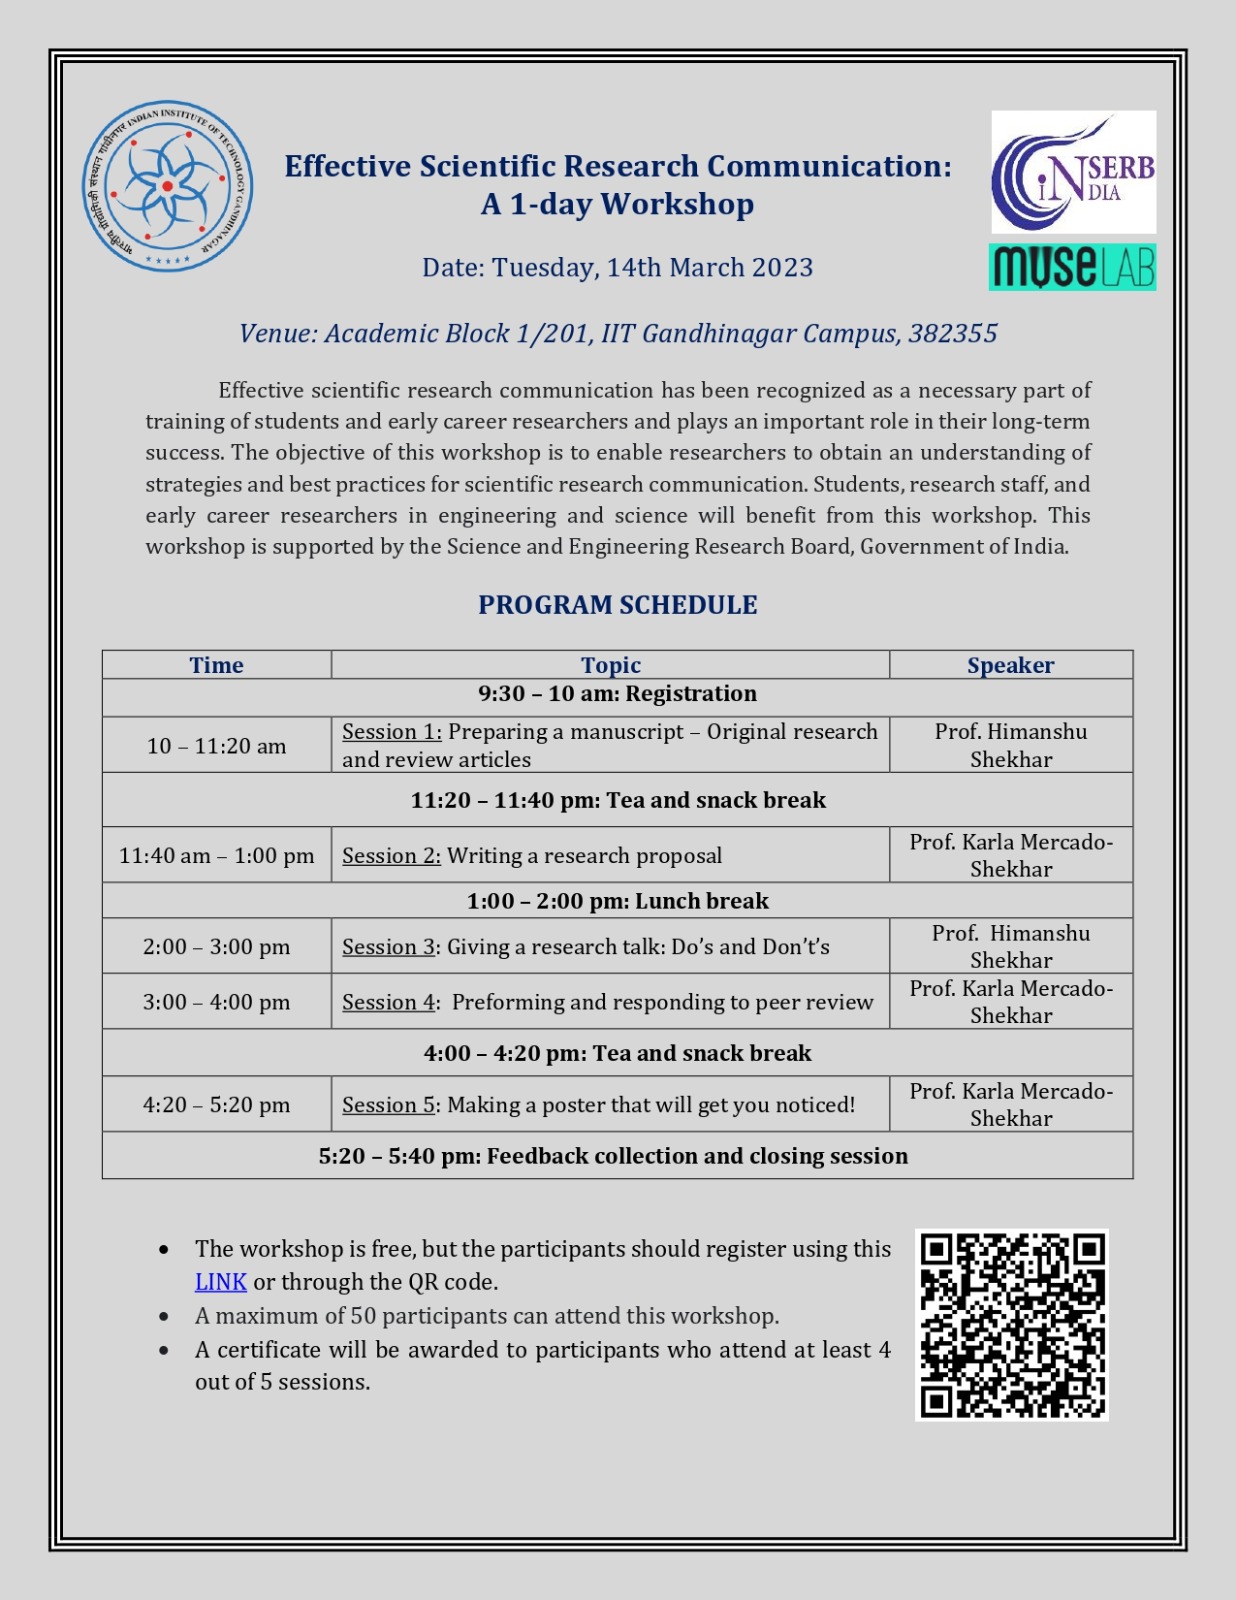 भारतीय प्रौद्योगिकी संस्थान गांधीनगर INDIAN INSTITUTE OF TECHNOLOGY GANDHINAGAR
Effective Scientific Research Communication:
A 1-day Workshop
iN SERB
NDIA
muse LAB
Date: Tuesday, 14th March 2023
Venue: Academic Block 1/201, IIT Gandhinagar Campus, 382355
Effective scientific research communication has been recognized as a necessary part of
training of students and early career researchers and plays an important role in their long-term
success. The objective of this workshop is to enable researchers to obtain an understanding of
strategies and best practices for scientific research communication. Students, research staff, and
early career researchers in engineering and science will benefit from this workshop. This
workshop is supported by the Science and Engineering Research Board, Government of India.
PROGRAM SCHEDULE
Time Topic Speaker
9:30 – 10 am: Registration
10 – 11:20 am Session 1: Preparing a manuscript – Original research Prof. Himanshu
and review articles Shekhar
11:20 – 11:40 pm: Tea and snack break
11:40 am – 1:00 pm Session 2: Writing a research proposal Prof. Karla Mercado-
Shekhar
1:00 – 2:00 pm: Lunch break
2:00 – 3:00 pm Session 3: Giving a research talk: Do’s and Don’t’s Prof. Himanshu
Shekhar
3:00 – 4:00 pm Session 4: Preforming and responding to peer review Prof. Karla Mercado-
Shekhar
4:00 – 4:20 pm: Tea and snack break
4:20 – 5:20 pm Session 5: Making a poster that will get you noticed! Prof. Karla Mercado-
Shekhar
5:20 – 5:40 pm: Feedback collection and closing session
• The workshop is free, but the participants should register using this
LINK or through the QR code.
• A maximum of 50 participants can attend this workshop.
• A certificate will be awarded to participants who attend at least 4
out of 5 sessions.